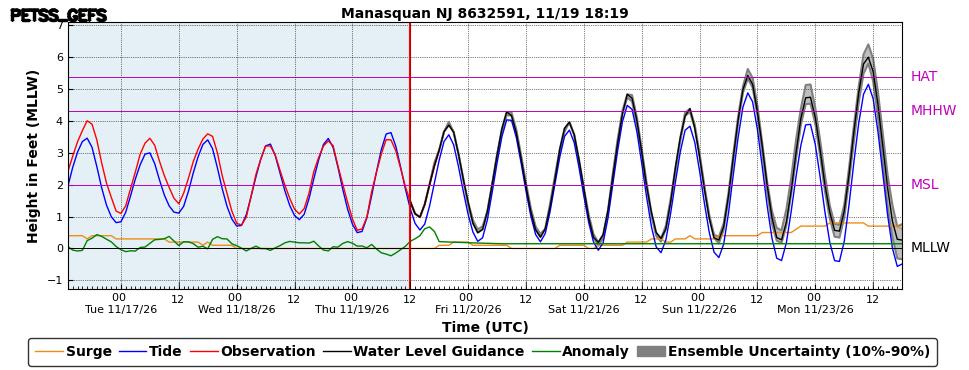 PETSS_GEFS
Manasquan NJ 8632591, 11/19 18:19
Height in Feet (MLLW)
7
6
5
4
3
2
1
0
−1
HAT
MHHW
MSL
MLLW
00 12 00 12 00 12 00 12 00 12 00 12 00 12
Tue 11/17/26 Wed 11/18/26 Thu 11/19/26 Fri 11/20/26 Sat 11/21/26 Sun 11/22/26 Mon 11/23/26
Time (UTC)
Surge Tide Observation Water Level Guidance Anomaly Ensemble Uncertainty (10%-90%)